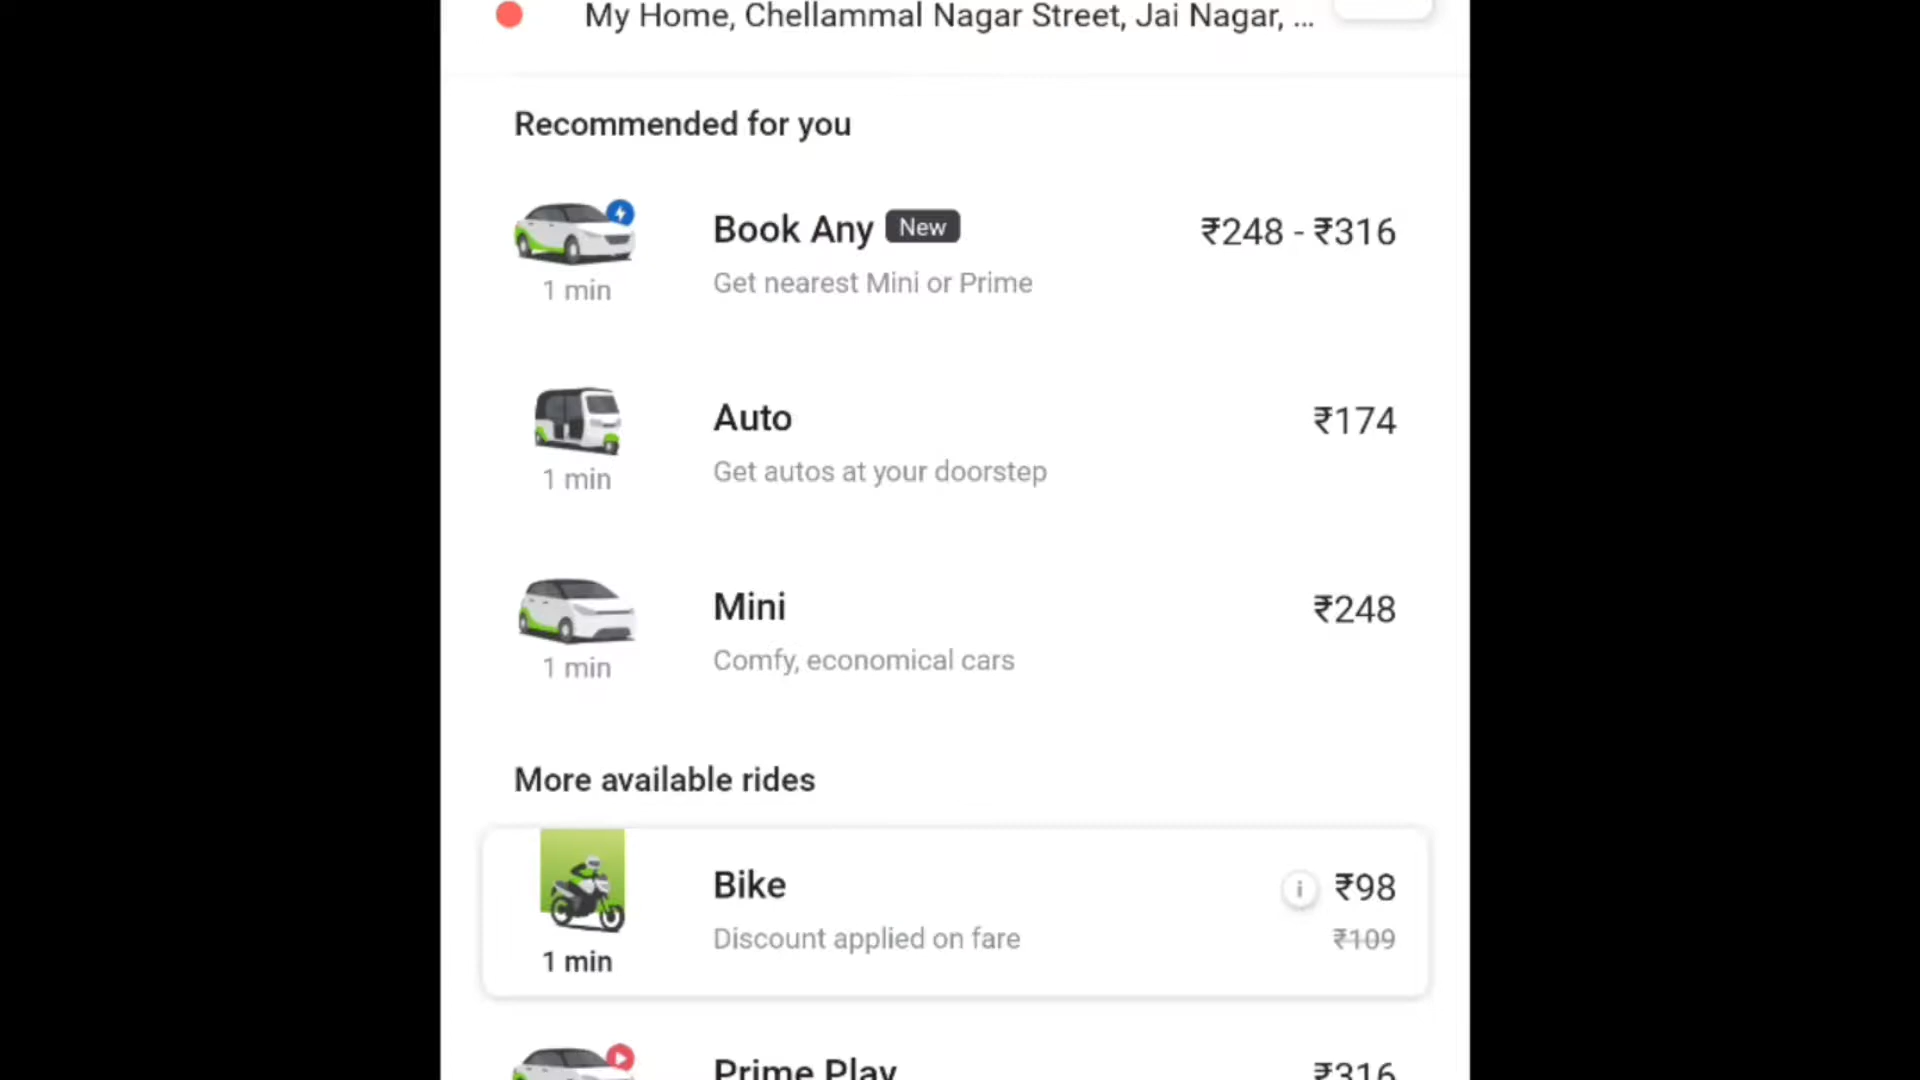 My Home, Chellammal Nagar Street, Jai Nagar, ...
Recommended for you
Book Any New ₹248 - ₹316
1 min Get nearest Mini or Prime
Auto ₹174
1 min Get autos at your doorstep
Mini ₹248
1 min Comfy, economical cars
More available rides
Bike i ₹98
Discount applied on fare ₹109
1 min
Prime Play ₹316